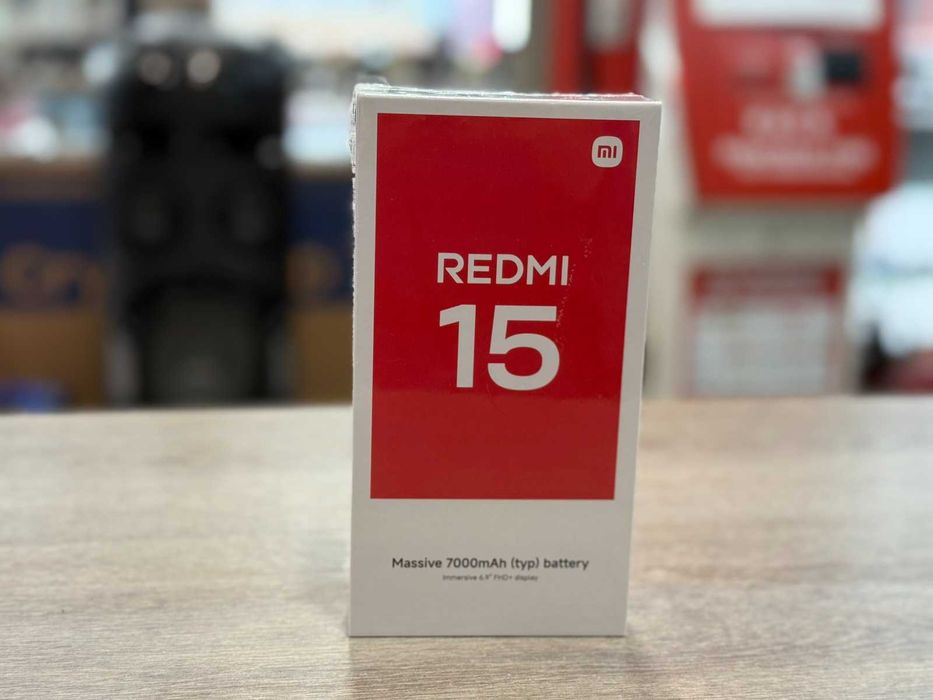 mi
REDMI
15
Massive 7000mAh (typ) battery
Immersive 6.9" FHD+ display